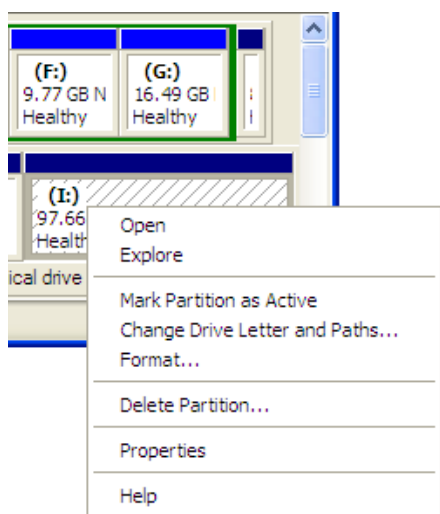 (F:)
9.77 GB N
Healthy
(G:)
16.49 GB
Healthy
(I:)
97.66
Health
ical drive
Open
Explore
Mark Partition as Active
Change Drive Letter and Paths...
Format...
Delete Partition...
Properties
Help